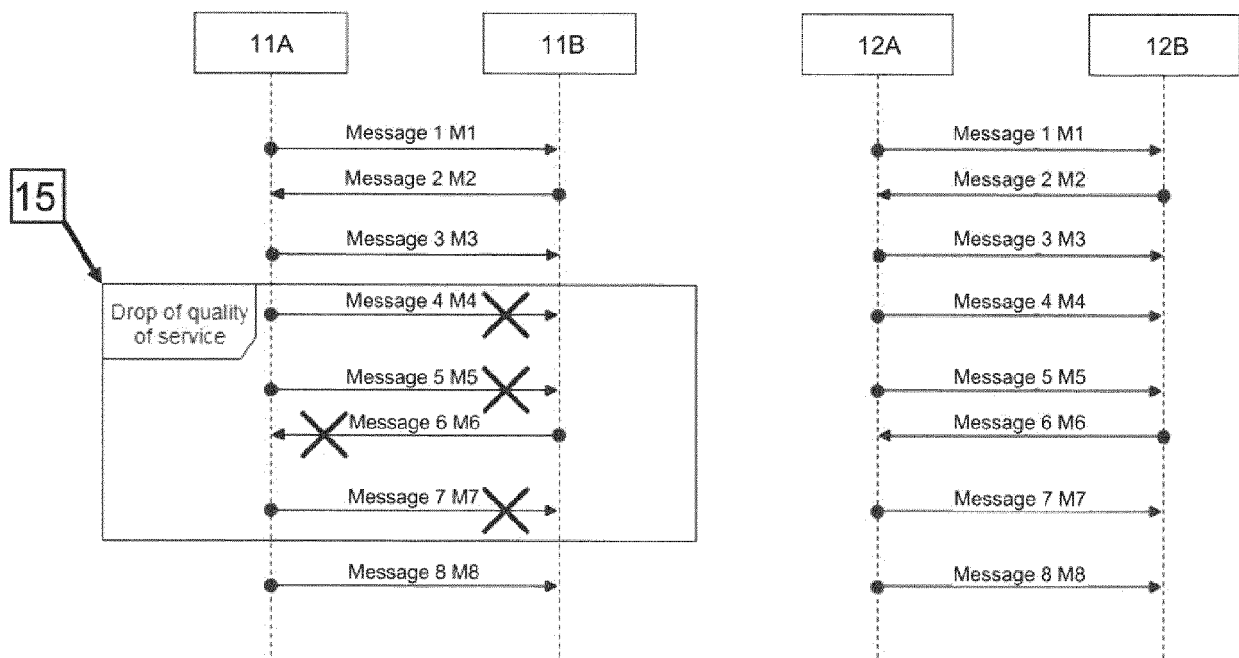 11A
11B
12A
12B
Message 1 M1
Message 1 M1
Message 2 M2
Message 2 M2
15
Message 3 M3
Message 3 M3
Drop of quality
of service
Message 4 M4
Message 4 M4
Message 5 M5
Message 5 M5
Message 6 M6
Message 6 M6
Message 7 M7
Message 7 M7
Message 8 M8
Message 8 M8